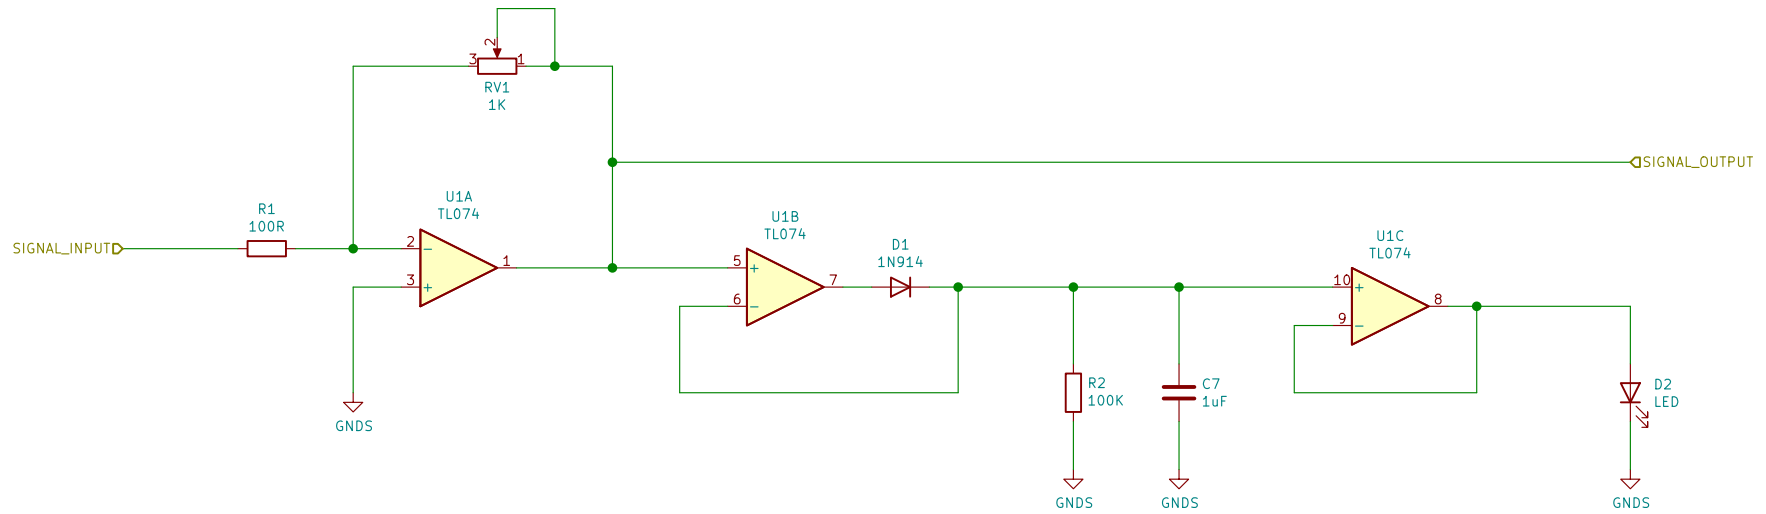 2
3
1
RV1
1K
SIGNAL_OUTPUT
R1
100R
SIGNAL_INPUT
U1A
TL074
2
−
3
+
1
GNDS
U1B
TL074
5
+
6
−
7
D1
1N914
R2
100K
GNDS
C7
1uF
GNDS
U1C
TL074
10
+
9
−
8
D2
LED
GNDS